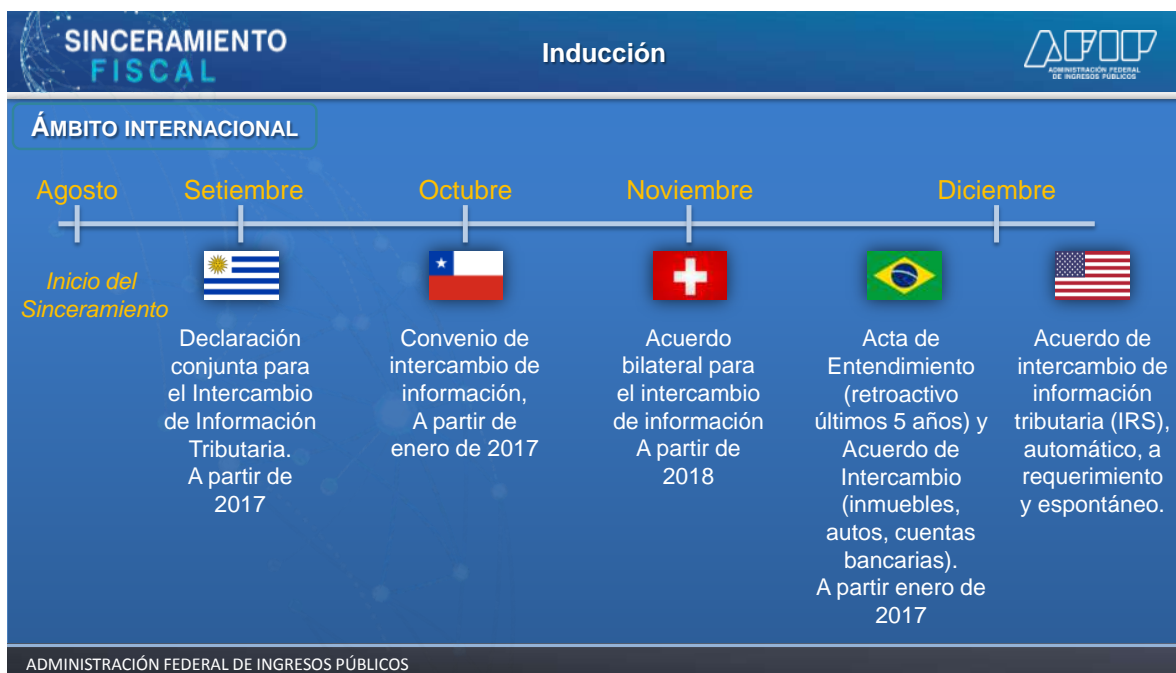 SINCERAMIENTO
FISCAL
Inducción
AFIP
ADMINISTRACIÓN FEDERAL
DE INGRESOS PÚBLICOS
ÁMBITO INTERNACIONAL
Agosto
Setiembre
Octubre
Noviembre
Diciembre
Inicio del
Sinceramiento
Declaración
conjunta para
el Intercambio
de Información
Tributaria.
A partir de
2017
Convenio de
intercambio de
información,
A partir de
enero de 2017
Acuerdo
bilateral para
el intercambio
de información
A partir de
2018
Acta de
Entendimiento
(retroactivo
últimos 5 años) y
Acuerdo de
Intercambio
(inmuebles,
autos, cuentas
bancarias).
A partir enero de
2017
Acuerdo de
intercambio de
información
tributaria (IRS),
automático, a
requerimiento
y espontáneo.
ADMINISTRACIÓN FEDERAL DE INGRESOS PÚBLICOS